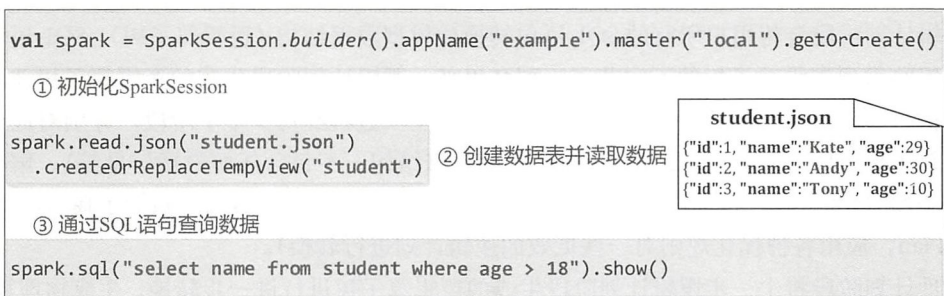 val spark = SparkSession.builder().appName("example").master("local").getOrCreate()
① 初始化SparkSession
spark.read.json("student.json")
.createOrReplaceTempView("student")
② 创建数据表并读取数据
student.json
{"id":1, "name":"Kate", "age":29}
{"id":2, "name":"Andy", "age":30}
{"id":3, "name":"Tony", "age":10}
③ 通过SQL语句查询数据
spark.sql("select name from student where age > 18").show()